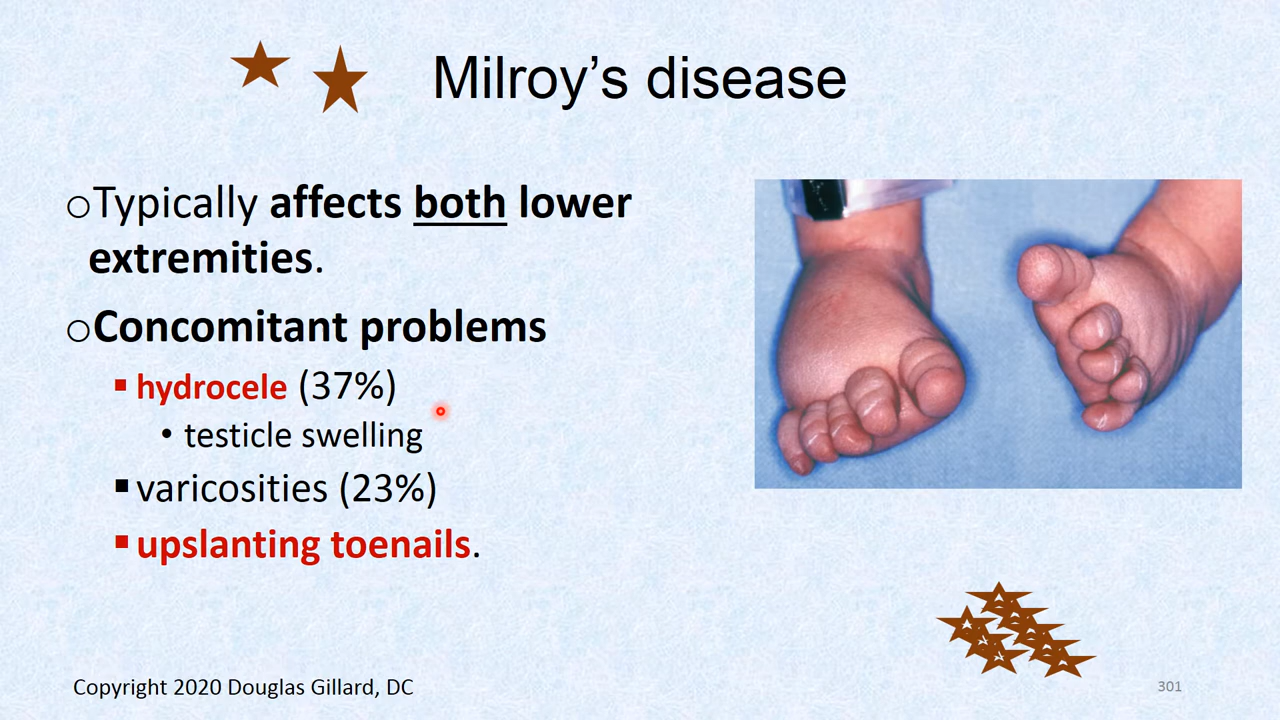 Milroy’s disease
○Typically affects both lower
extremities.
○Concomitant problems
▪ hydrocele (37%)
• testicle swelling
▪ varicosities (23%)
▪ upslanting toenails.
Copyright 2020 Douglas Gillard, DC
301